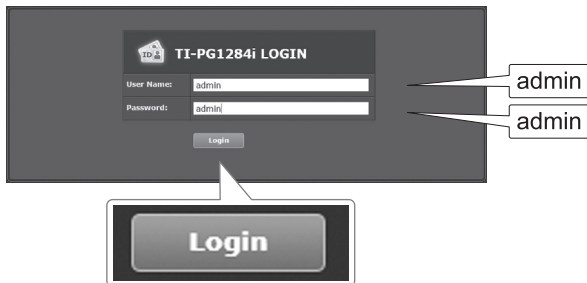 ID
TI-PG1284i LOGIN
User Name: admin
admin
Password: admin
admin
Login
Login